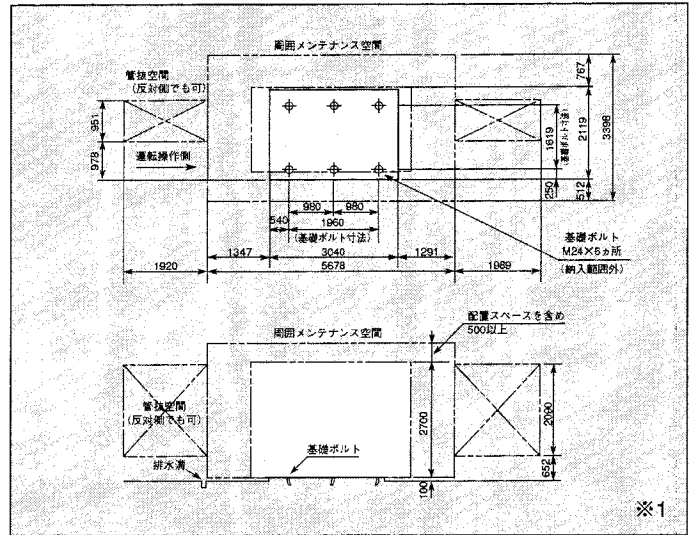 周囲メンテナンス空間
管抜空間
(反対側でも可)
767
951
1619
(基礎ボルト寸法)
2119
3398
978
運転操作側
250
512
980
980
540
1960
(基礎ボルト寸法)
基礎ボルト
M24×6ヵ所
(納入範囲外)
1347
3040
1291
1920
5678
1969
配置スペースを含め
500以上
周囲メンテナンス空間
管抜空間
(反対側でも可)
2700
2090
基礎ボルト
排水溝
652
100
※1